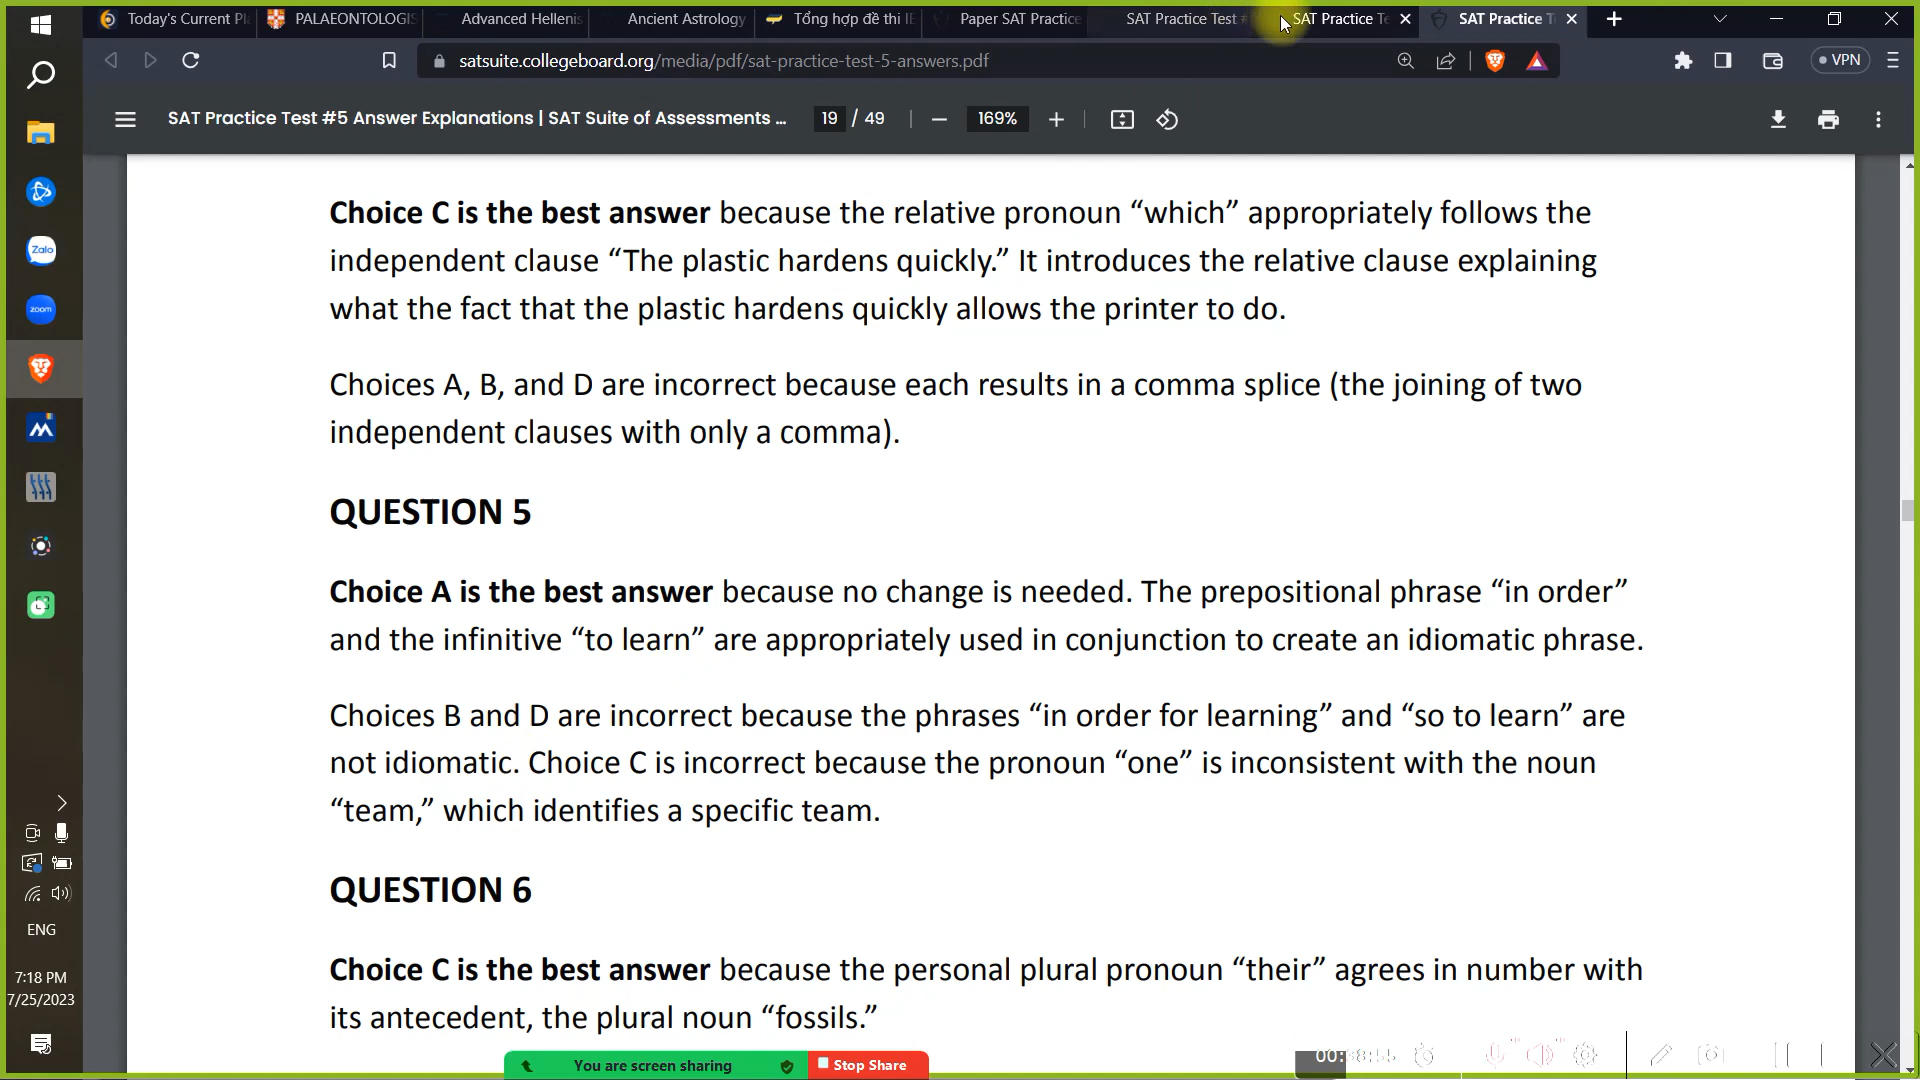 Today's Current Pl
PALAEONTOLOGIS
Advanced Hellenis
Ancient Astrology
Tổng hợp đề thi IE
Paper SAT Practice
SAT Practice Test #
SAT Practice Te
SAT Practice T
satsuite.collegeboard.org/media/pdf/sat-practice-test-5-answers.pdf
VPN
SAT Practice Test #5 Answer Explanations | SAT Suite of Assessments ...
19 / 49
169%
Choice C is the best answer because the relative pronoun “which” appropriately follows the
independent clause “The plastic hardens quickly.” It introduces the relative clause explaining
what the fact that the plastic hardens quickly allows the printer to do.
Choices A, B, and D are incorrect because each results in a comma splice (the joining of two
independent clauses with only a comma).
QUESTION 5
Choice A is the best answer because no change is needed. The prepositional phrase “in order”
and the infinitive “to learn” are appropriately used in conjunction to create an idiomatic phrase.
Choices B and D are incorrect because the phrases “in order for learning” and “so to learn” are
not idiomatic. Choice C is incorrect because the pronoun “one” is inconsistent with the noun
“team,” which identifies a specific team.
QUESTION 6
Choice C is the best answer because the personal plural pronoun “their” agrees in number with
its antecedent, the plural noun “fossils.”
Zalo
zoom
ENG
7:18 PM
7/25/2023
You are screen sharing
Stop Share